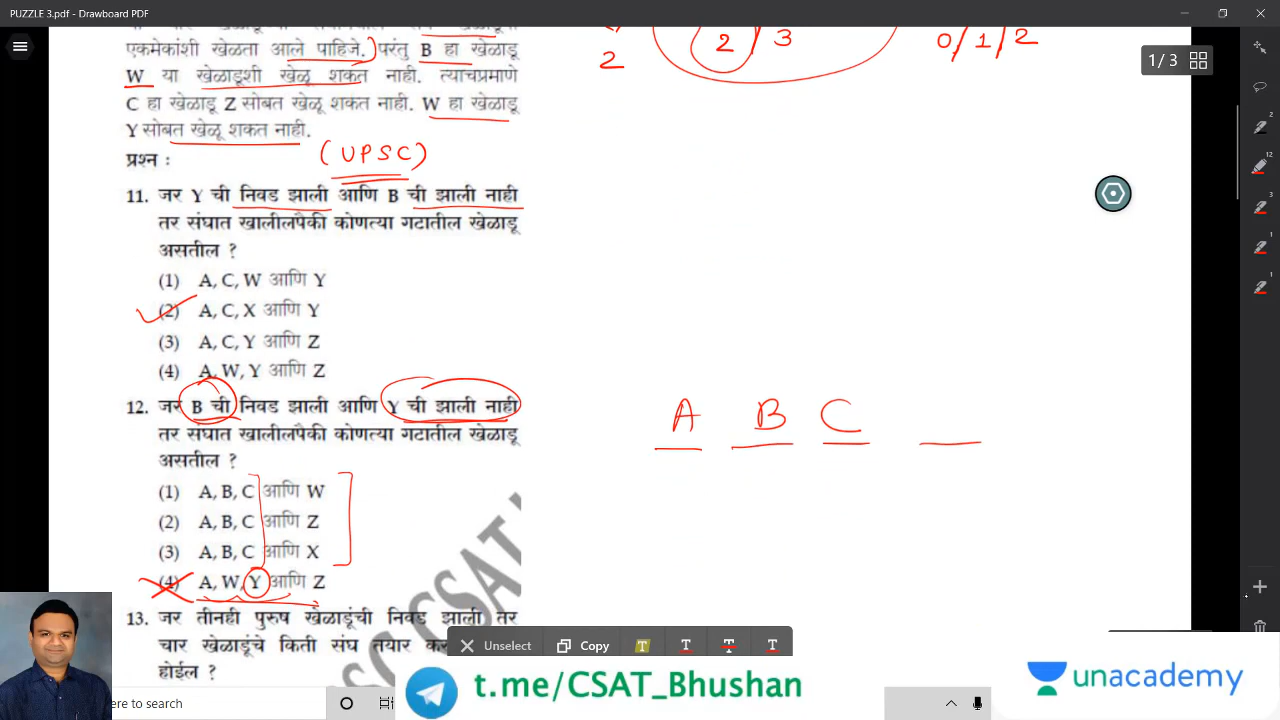 PUZZLE 3.pdf - Drawboard PDF
1/3
2
2 / 3
0/1/2
एकमेकांशी खेळता आले पाहिजे. परंतु B हा खेळाडू
W या खेळाडूशी खेळू शकत नाही. त्याचप्रमाणे
C हा खेळाडू Z सोबत खेळू शकत नाही. W हा खेळाडू
Y सोबत खेळू शकत नाही.
प्रश्न :
(UPSC)
11. जर Y ची निवड झाली आणि B ची झाली नाही
तर संघात खालीलपैकी कोणत्या गटातील खेळाडू
असतील ?
(1) A, C, W आणि Y
(2) A, C, X आणि Y
(3) A, C, Y आणि Z
(4) A, W, Y आणि Z
12. जर B ची निवड झाली आणि Y ची झाली नाही
तर संघात खालीलपैकी कोणत्या गटातील खेळाडू
असतील ?
(1) A, B, C आणि W
(2) A, B, C आणि Z
(3) A, B, C आणि X
(4) A, W, Y आणि Z
A B C
13. जर तीनही पुरुष खेळाडूंची निवड झाली तर
चार खेळाडूंचे किती संघ तयार
होईल ?
CSAT
Unselect
Copy
T T T T
t.me/CSAT_Bhushan
unacademy
ere to search